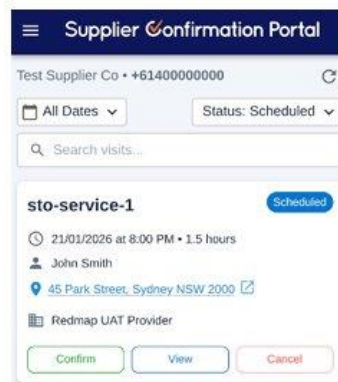 Supplier Confirmation Portal
Test Supplier Co • +61400000000
All Dates
Status: Scheduled
Search visits...
sto-service-1
Scheduled
21/01/2026 at 8:00 PM • 1.5 hours
John Smith
45 Park Street, Sydney NSW 2000
Redmap UAT Provider
Confirm
View
Cancel